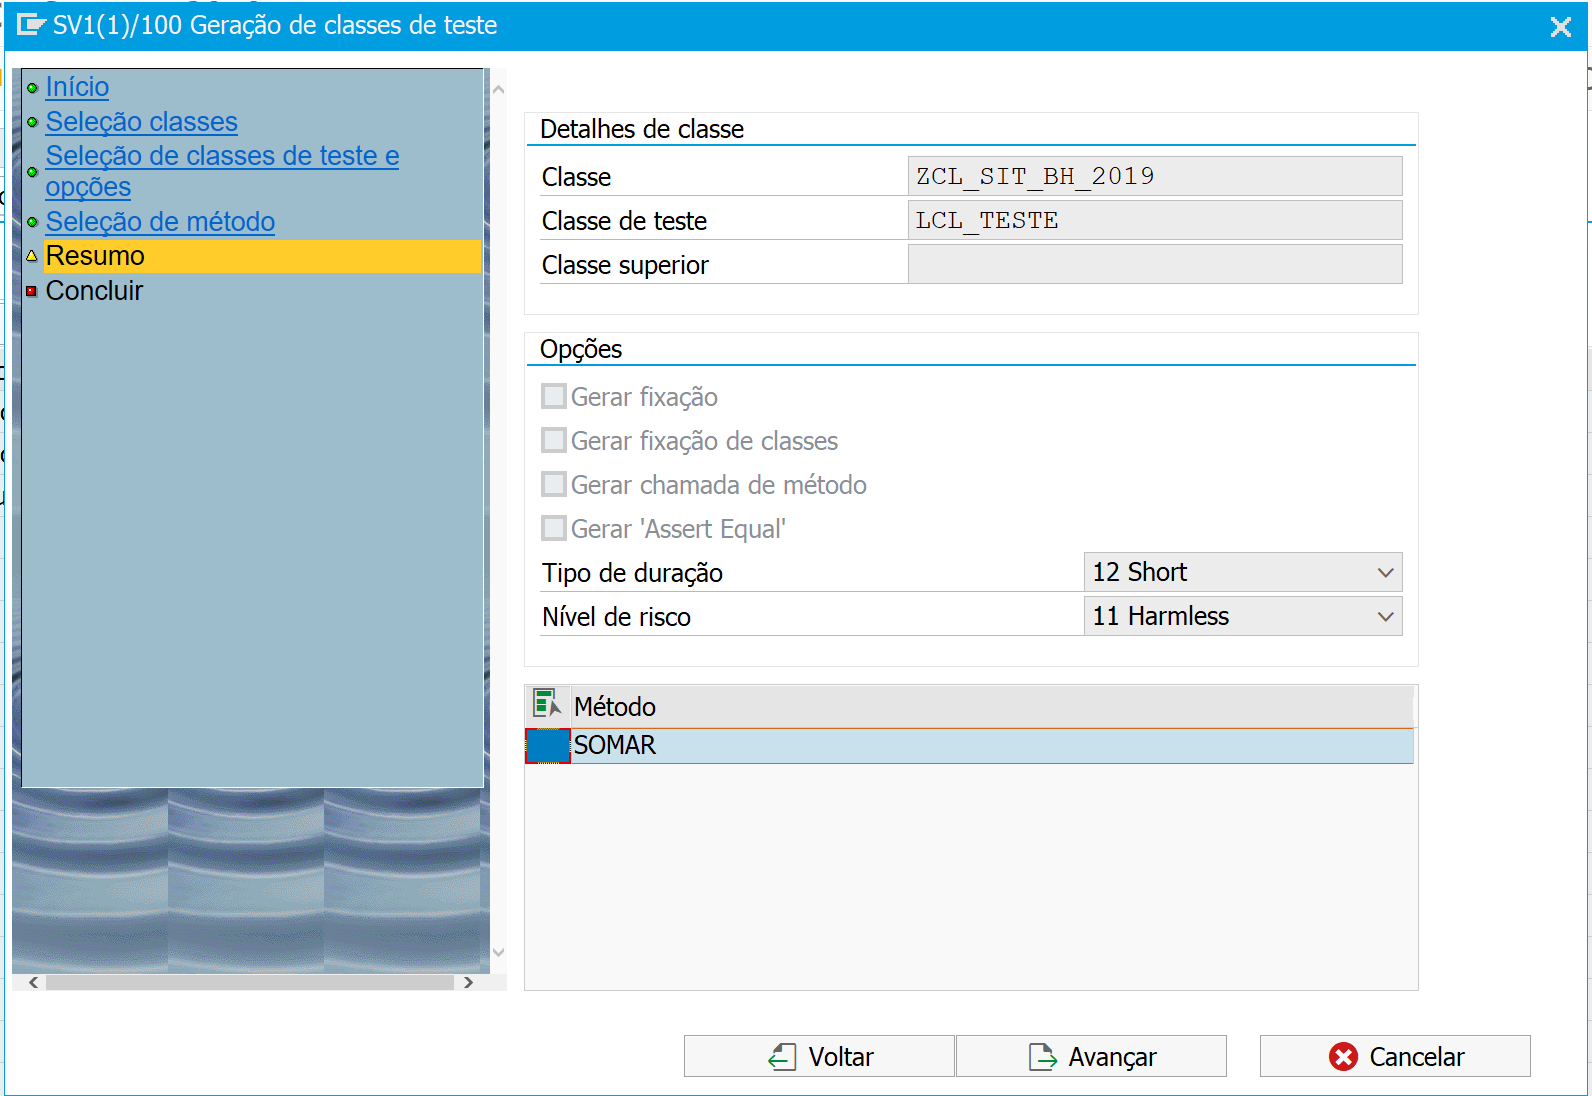 SV1(1)/100 Geração de classes de teste
Início
Seleção classes
Seleção de classes de teste e
opções
Seleção de método
Resumo
Concluir
Detalhes de classe
Classe ZCL_SIT_BH_2019
Classe de teste LCL_TESTE
Classe superior
Opções
Gerar fixação
Gerar fixação de classes
Gerar chamada de método
Gerar 'Assert Equal'
Tipo de duração 12 Short
Nível de risco 11 Harmless
Método
SOMAR
Voltar Avançar Cancelar